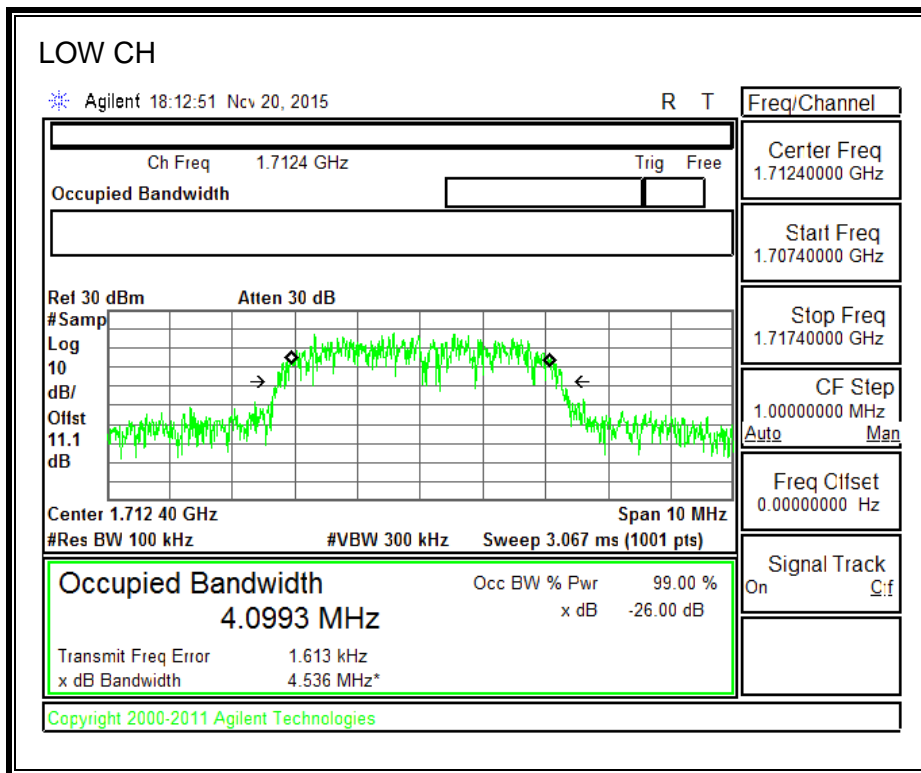 LOW CH
Agilent 18:12:51 Nov 20, 2015 R T
Freq/Channel
Ch Freq 1.7124 GHz Trig Free
Occupied Bandwidth
Center Freq
1.71240000 GHz
Start Freq
1.70740000 GHz
Stop Freq
1.71740000 GHz
CF Step
1.00000000 MHz
Auto Man
Freq Offset
0.00000000 Hz
Signal Track
On Off
Ref 30 dBm Atten 30 dB
#Samp
Log
10
dB/
Offst
11.1
dB
Center 1.712 40 GHz Span 10 MHz
#Res BW 100 kHz #VBW 300 kHz Sweep 3.067 ms (1001 pts)
Occupied Bandwidth Occ BW % Pwr 99.00 %
4.0993 MHz x dB -26.00 dB
Transmit Freq Error 1.613 kHz
x dB Bandwidth 4.536 MHz*
Copyright 2000-2011 Agilent Technologies